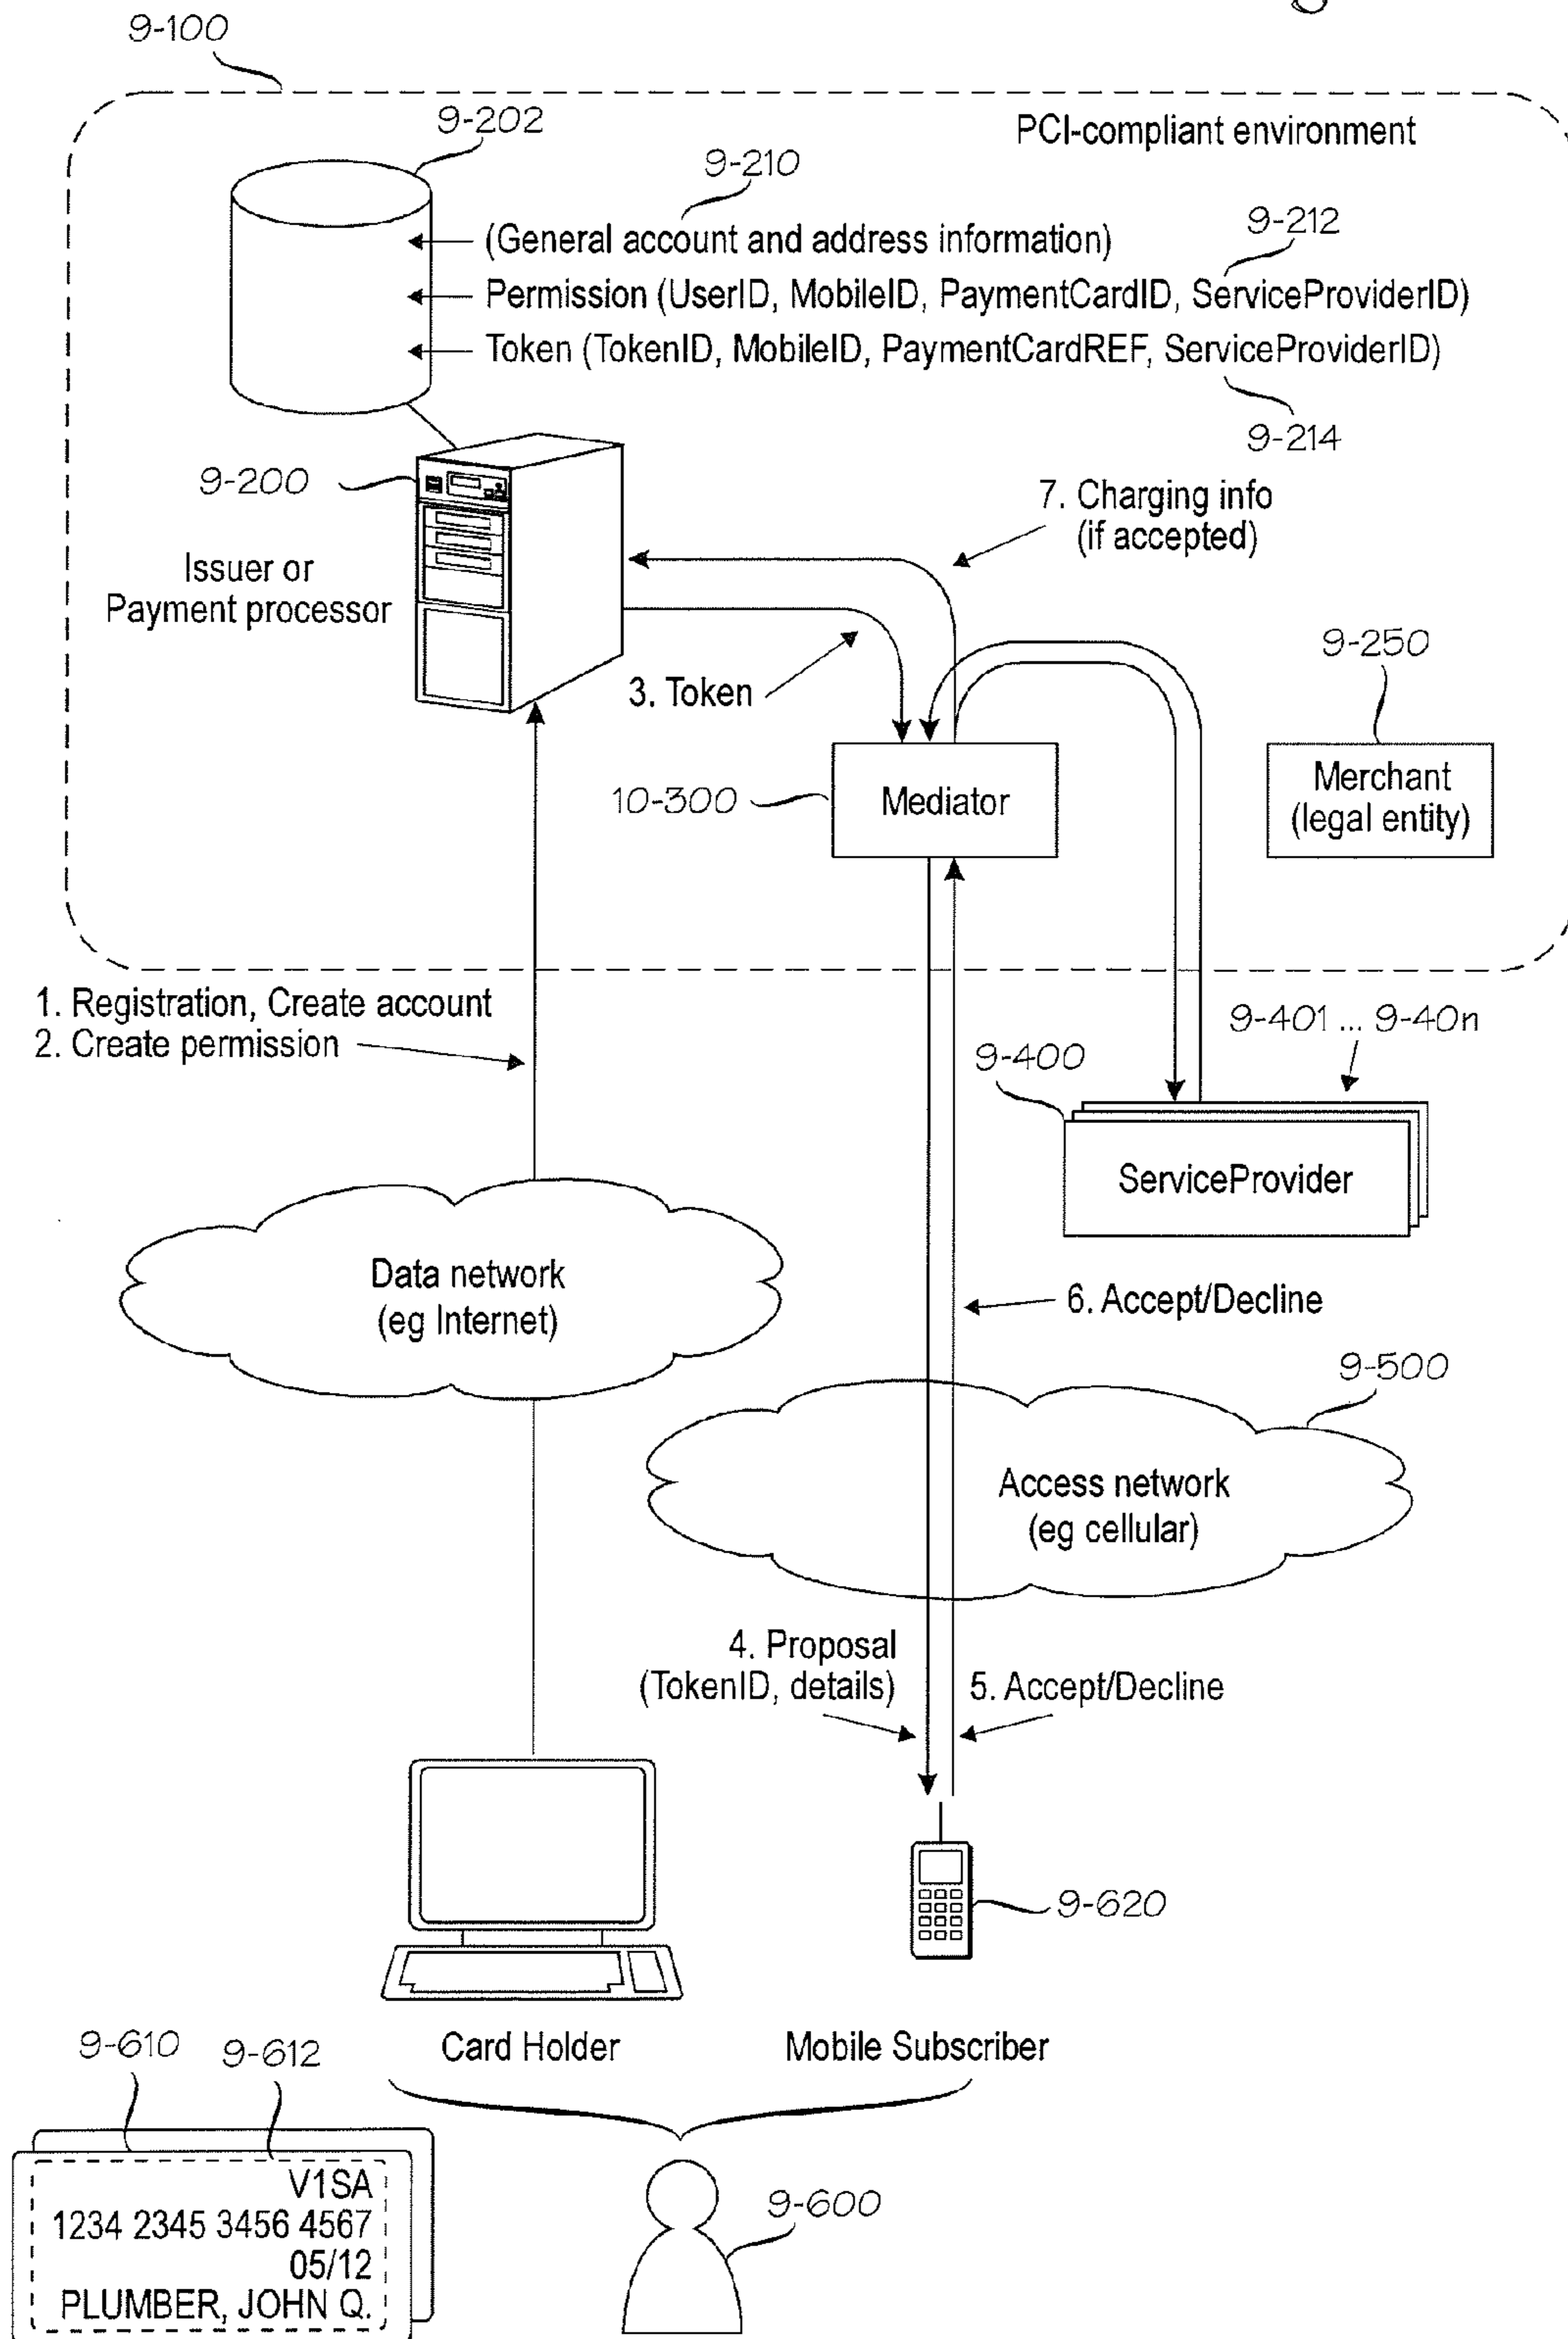 9-100
PCI-compliant environment
9-202
9-210
(General account and address information)
9-212
Permission (UserID, MobileID, PaymentCardID, ServiceProviderID)
Token (TokenID, MobileID, PaymentCardREF, ServiceProviderID)
9-214
9-200
Issuer or
Payment processor
7. Charging info
(if accepted)
3. Token
9-250
Merchant
(legal entity)
10-300
Mediator
1. Registration, Create account
2. Create permission
9-401 ... 9-40n
9-400
ServiceProvider
Data network
(eg Internet)
6. Accept/Decline
9-500
Access network
(eg cellular)
4. Proposal
(TokenID, details)
5. Accept/Decline
9-620
Card Holder
Mobile Subscriber
9-610
9-612
V1SA
1234 2345 3456 4567
05/12
PLUMBER, JOHN Q.
9-600